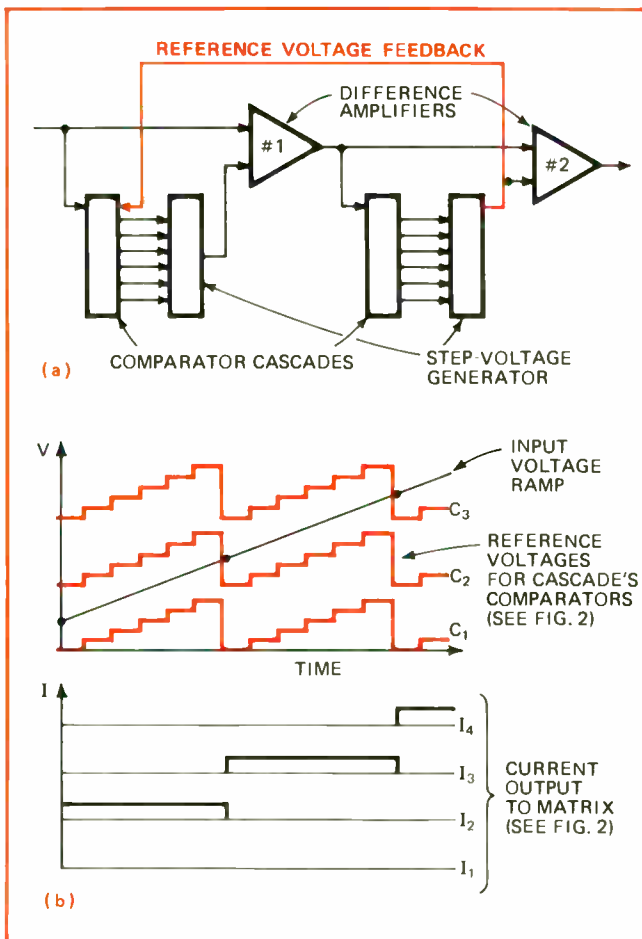 REFERENCE VOLTAGE FEEDBACK
DIFFERENCE
AMPLIFIERS
#1
#2
COMPARATOR CASCADES
STEP-VOLTAGE
GENERATOR
(a)
V
INPUT
VOLTAGE
RAMP
C3
REFERENCE
VOLTAGES
FOR CASCADE'S
COMPARATORS
(SEE FIG. 2)
C2
C1
TIME
I
I4
I3
CURRENT
OUTPUT
TO MATRIX
(SEE FIG. 2)
I2
I1
(b)